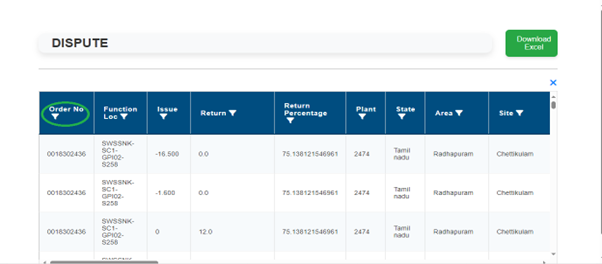 DISPUTE
Download
Excel
Order No
Function
Loc
Issue
Return
Return
Percentage
Plant
State
Area
Site
0018302436
SWSSNK-
SC1-
GPI02-
S258
-16.500
0.0
75.138121546961
2474
Tamil
nadu
Radhapuram
Chettikulam
0018302436
SWSSNK-
SC1-
GPI02-
S258
-1.600
0.0
75.138121546961
2474
Tamil
nadu
Radhapuram
Chettikulam
0018302436
SWSSNK-
SC1-
GPI02-
S258
0
12.0
75.138121546961
2474
Tamil
nadu
Radhapuram
Chettikulam